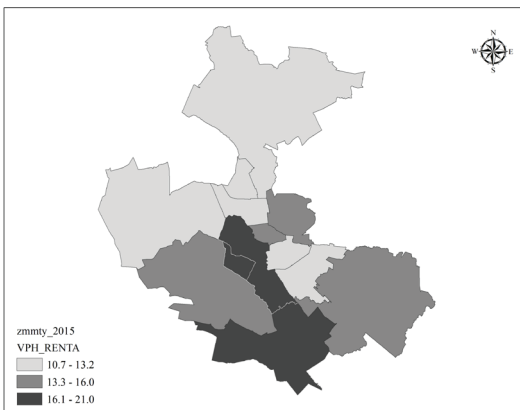 N
W E
S
zmmty_2015
VPH_RENTA
10.7 - 13.2
13.3 - 16.0
16.1 - 21.0